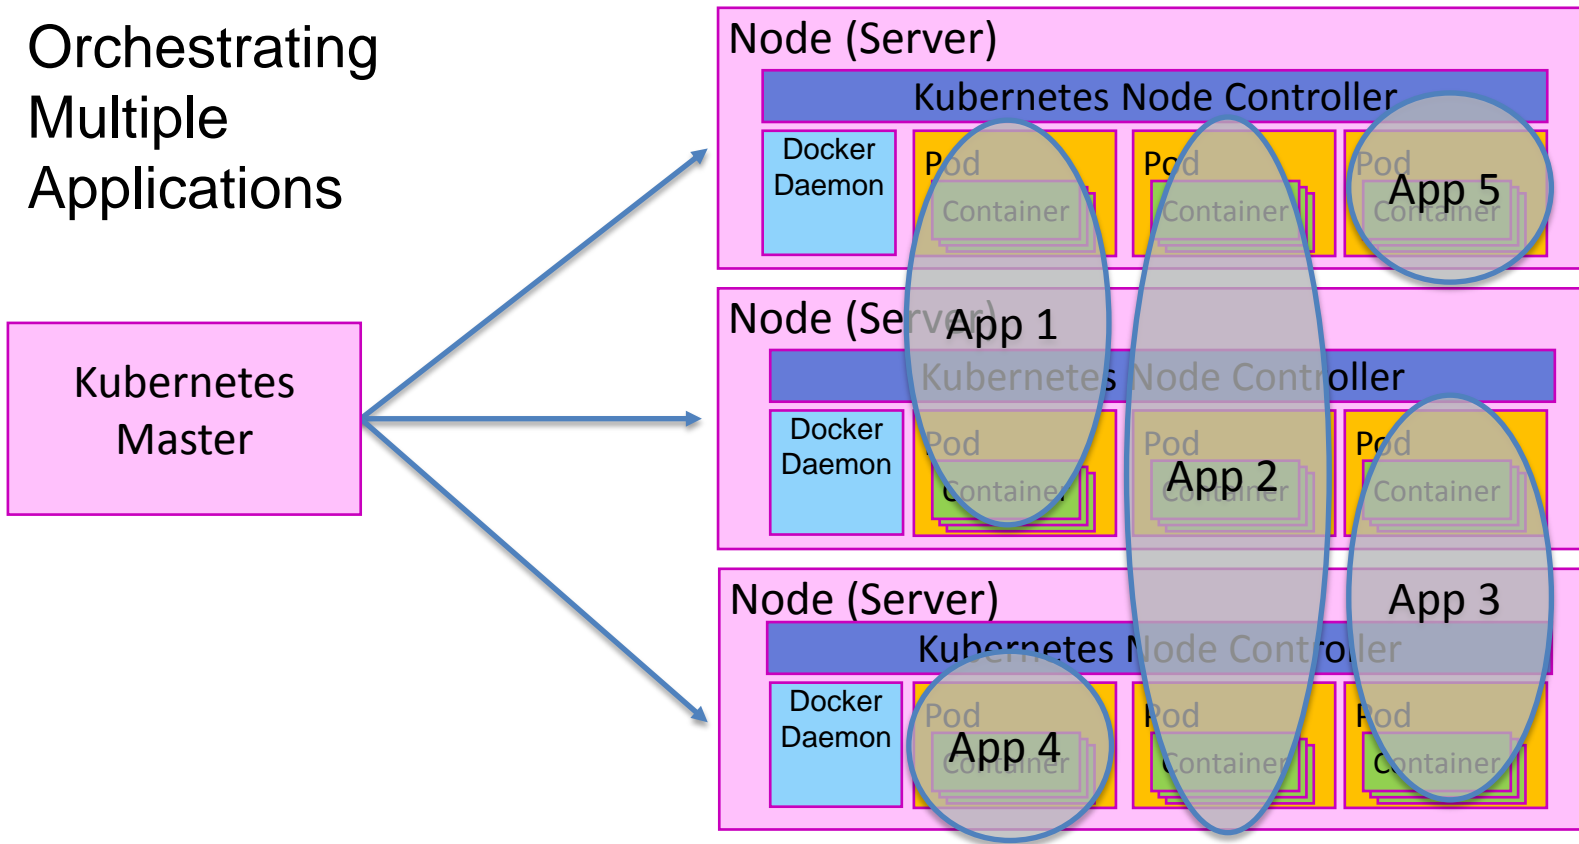 Orchestrating
Multiple
Applications
Kubernetes
Master
Node (Server)
Kubernetes Node Controller
Docker
Daemon
Pod
Container
Pod
Container
Pod
Container
App 5
Node (Server)
App 1
Kubernetes Node Controller
Docker
Daemon
Pod
Container
Pod
Container
App 2
Pod
Container
Node (Server)
App 3
Kubernetes Node Controller
Docker
Daemon
Pod
Container
App 4
Pod
Container
Pod
Container